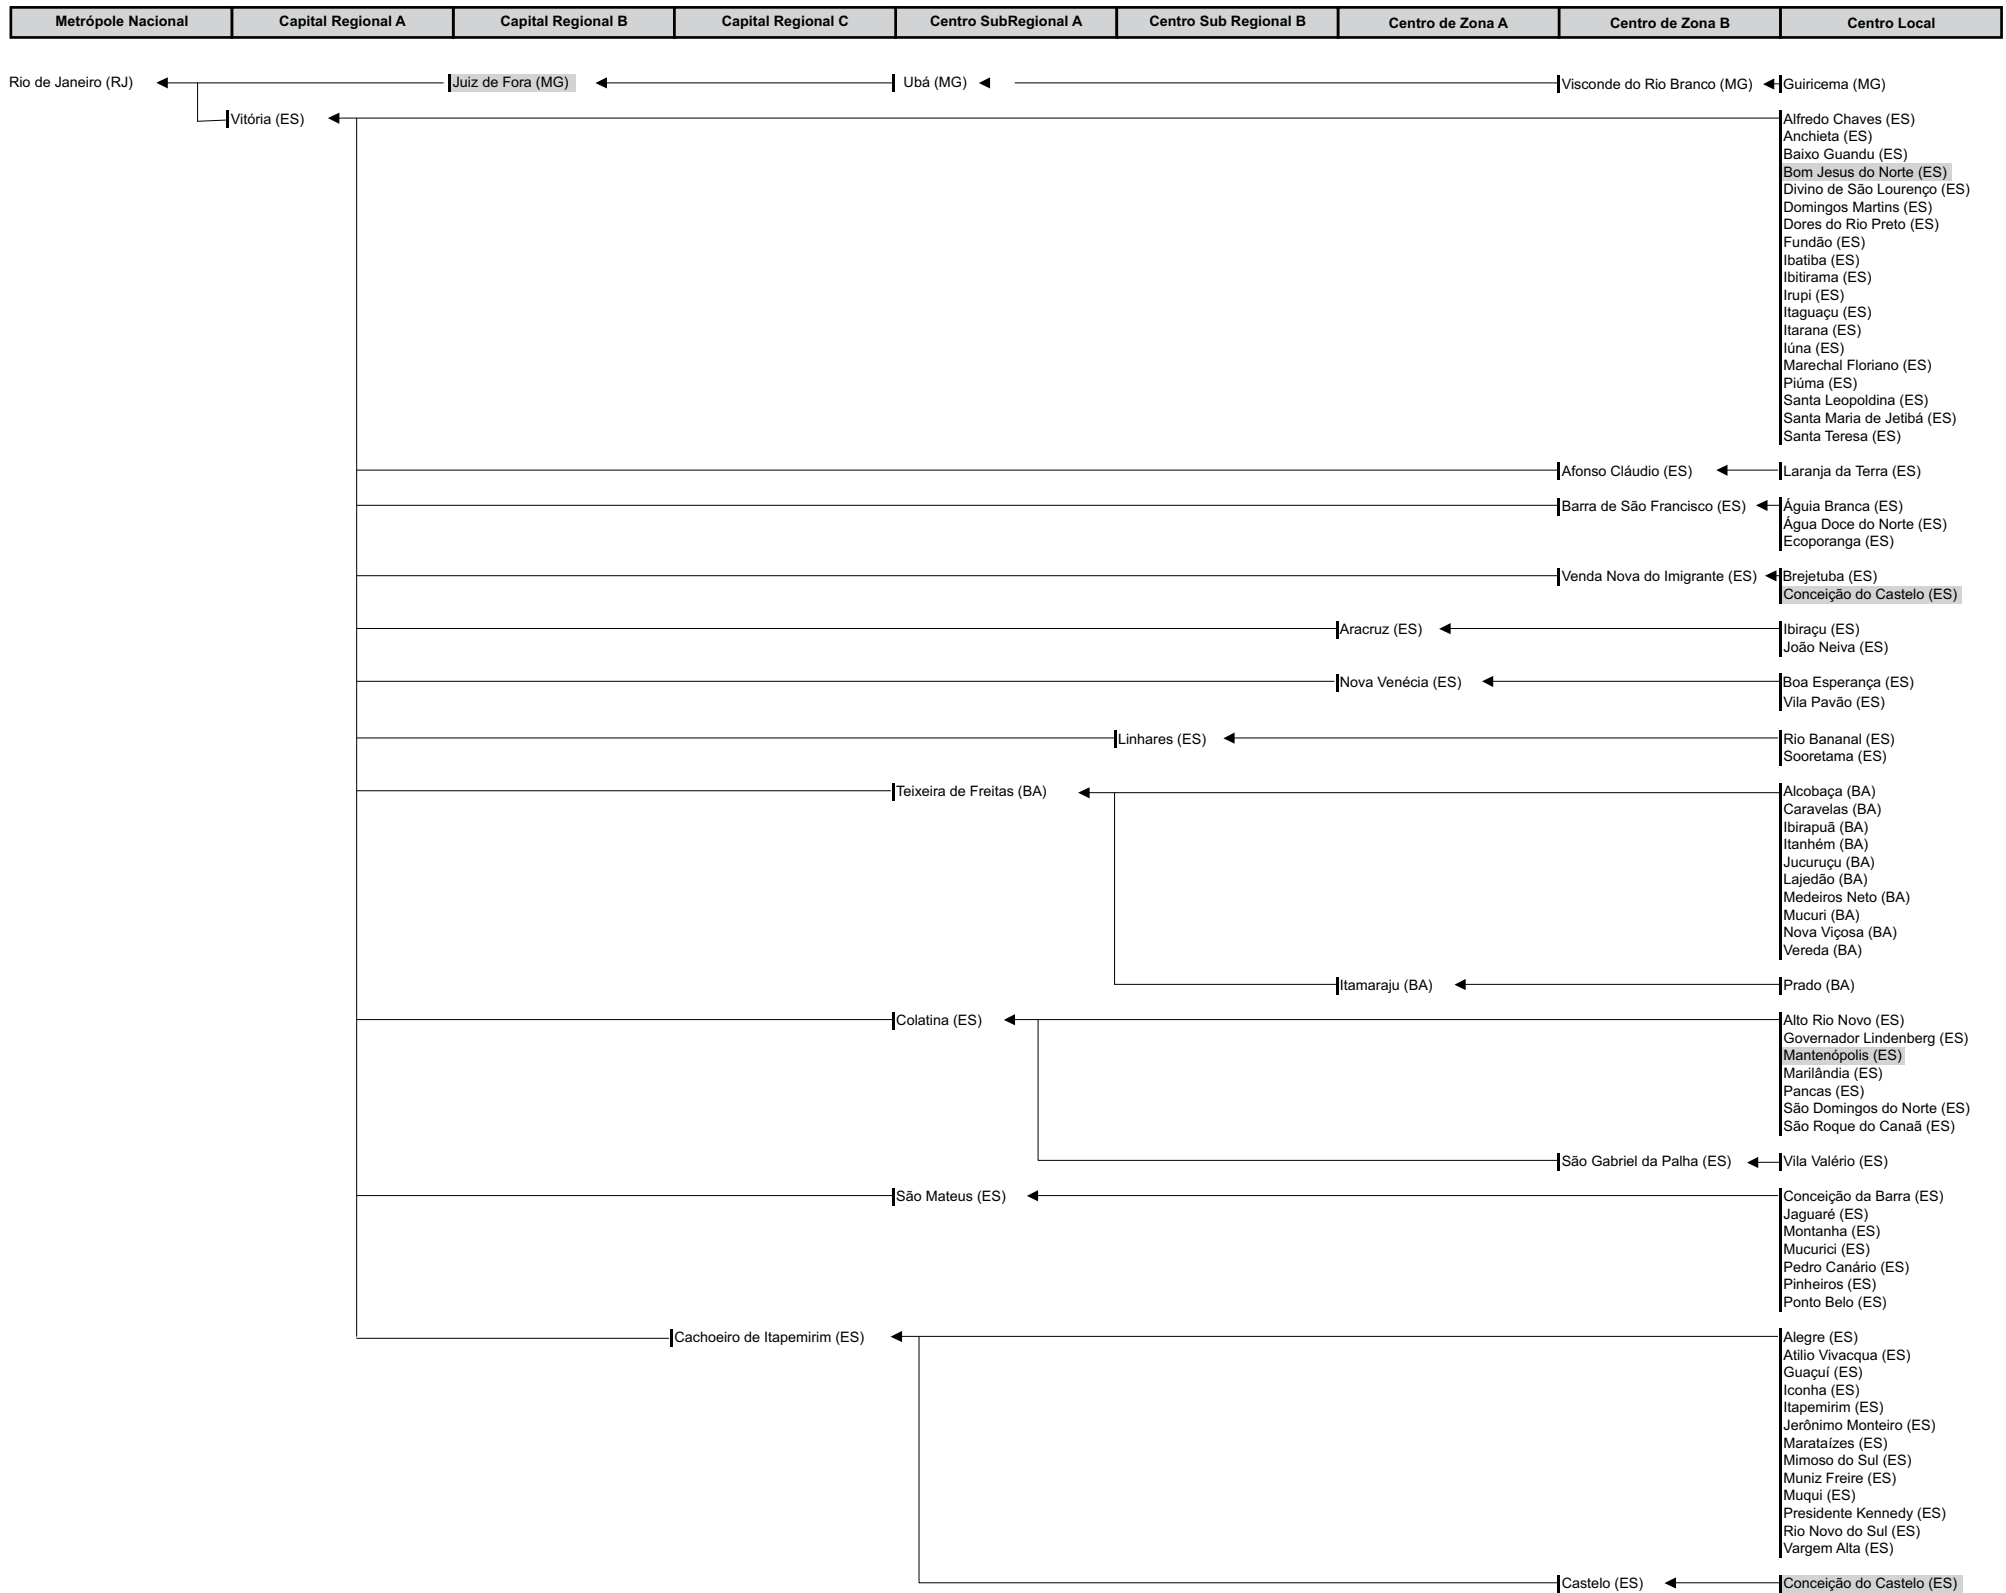 Metrópole Nacional Capital Regional A Capital Regional B Capital Regional C Centro SubRegional A Centro Sub Regional B Centro de Zona A Centro de Zona B Centro Local
Rio de Janeiro (RJ) Juiz de Fora (MG) Ubá (MG) Visconde do Rio Branco (MG) Guiricema (MG)
Vitória (ES) Alfredo Chaves (ES)
Anchieta (ES)
Baixo Guandu (ES)
Bom Jesus do Norte (ES)
Divino de São Lourenço (ES)
Domingos Martins (ES)
Dores do Rio Preto (ES)
Fundão (ES)
Ibatiba (ES)
Ibitirama (ES)
Irupi (ES)
Itaguaçu (ES)
Itarana (ES)
Iúna (ES)
Marechal Floriano (ES)
Piúma (ES)
Santa Leopoldina (ES)
Santa Maria de Jetibá (ES)
Santa Teresa (ES)
Afonso Cláudio (ES) Laranja da Terra (ES)
Barra de São Francisco (ES) Águia Branca (ES)
Água Doce do Norte (ES)
Ecoporanga (ES)
Venda Nova do Imigrante (ES) Brejetuba (ES)
Conceição do Castelo (ES)
Aracruz (ES) Ibiraçu (ES)
João Neiva (ES)
Nova Venécia (ES) Boa Esperança (ES)
Vila Pavão (ES)
Linhares (ES) Rio Bananal (ES)
Sooretama (ES)
Teixeira de Freitas (BA) Alcobaça (BA)
Caravelas (BA)
Ibirapuã (BA)
Itanhém (BA)
Jucuruçu (BA)
Lajedão (BA)
Medeiros Neto (BA)
Mucuri (BA)
Nova Viçosa (BA)
Vereda (BA)
Itamaraju (BA) Prado (BA)
Colatina (ES) Alto Rio Novo (ES)
Governador Lindenberg (ES)
Mantenópolis (ES)
Marilândia (ES)
Pancas (ES)
São Domingos do Norte (ES)
São Roque do Canaã (ES)
São Gabriel da Palha (ES) Vila Valério (ES)
São Mateus (ES) Conceição da Barra (ES)
Jaguaré (ES)
Montanha (ES)
Mucurici (ES)
Pedro Canário (ES)
Pinheiros (ES)
Ponto Belo (ES)
Cachoeiro de Itapemirim (ES) Alegre (ES)
Atilio Vivacqua (ES)
Guaçuí (ES)
Iconha (ES)
Itapemirim (ES)
Jerônimo Monteiro (ES)
Marataízes (ES)
Mimoso do Sul (ES)
Muniz Freire (ES)
Muqui (ES)
Presidente Kennedy (ES)
Rio Novo do Sul (ES)
Vargem Alta (ES)
Castelo (ES) Conceição do Castelo (ES)